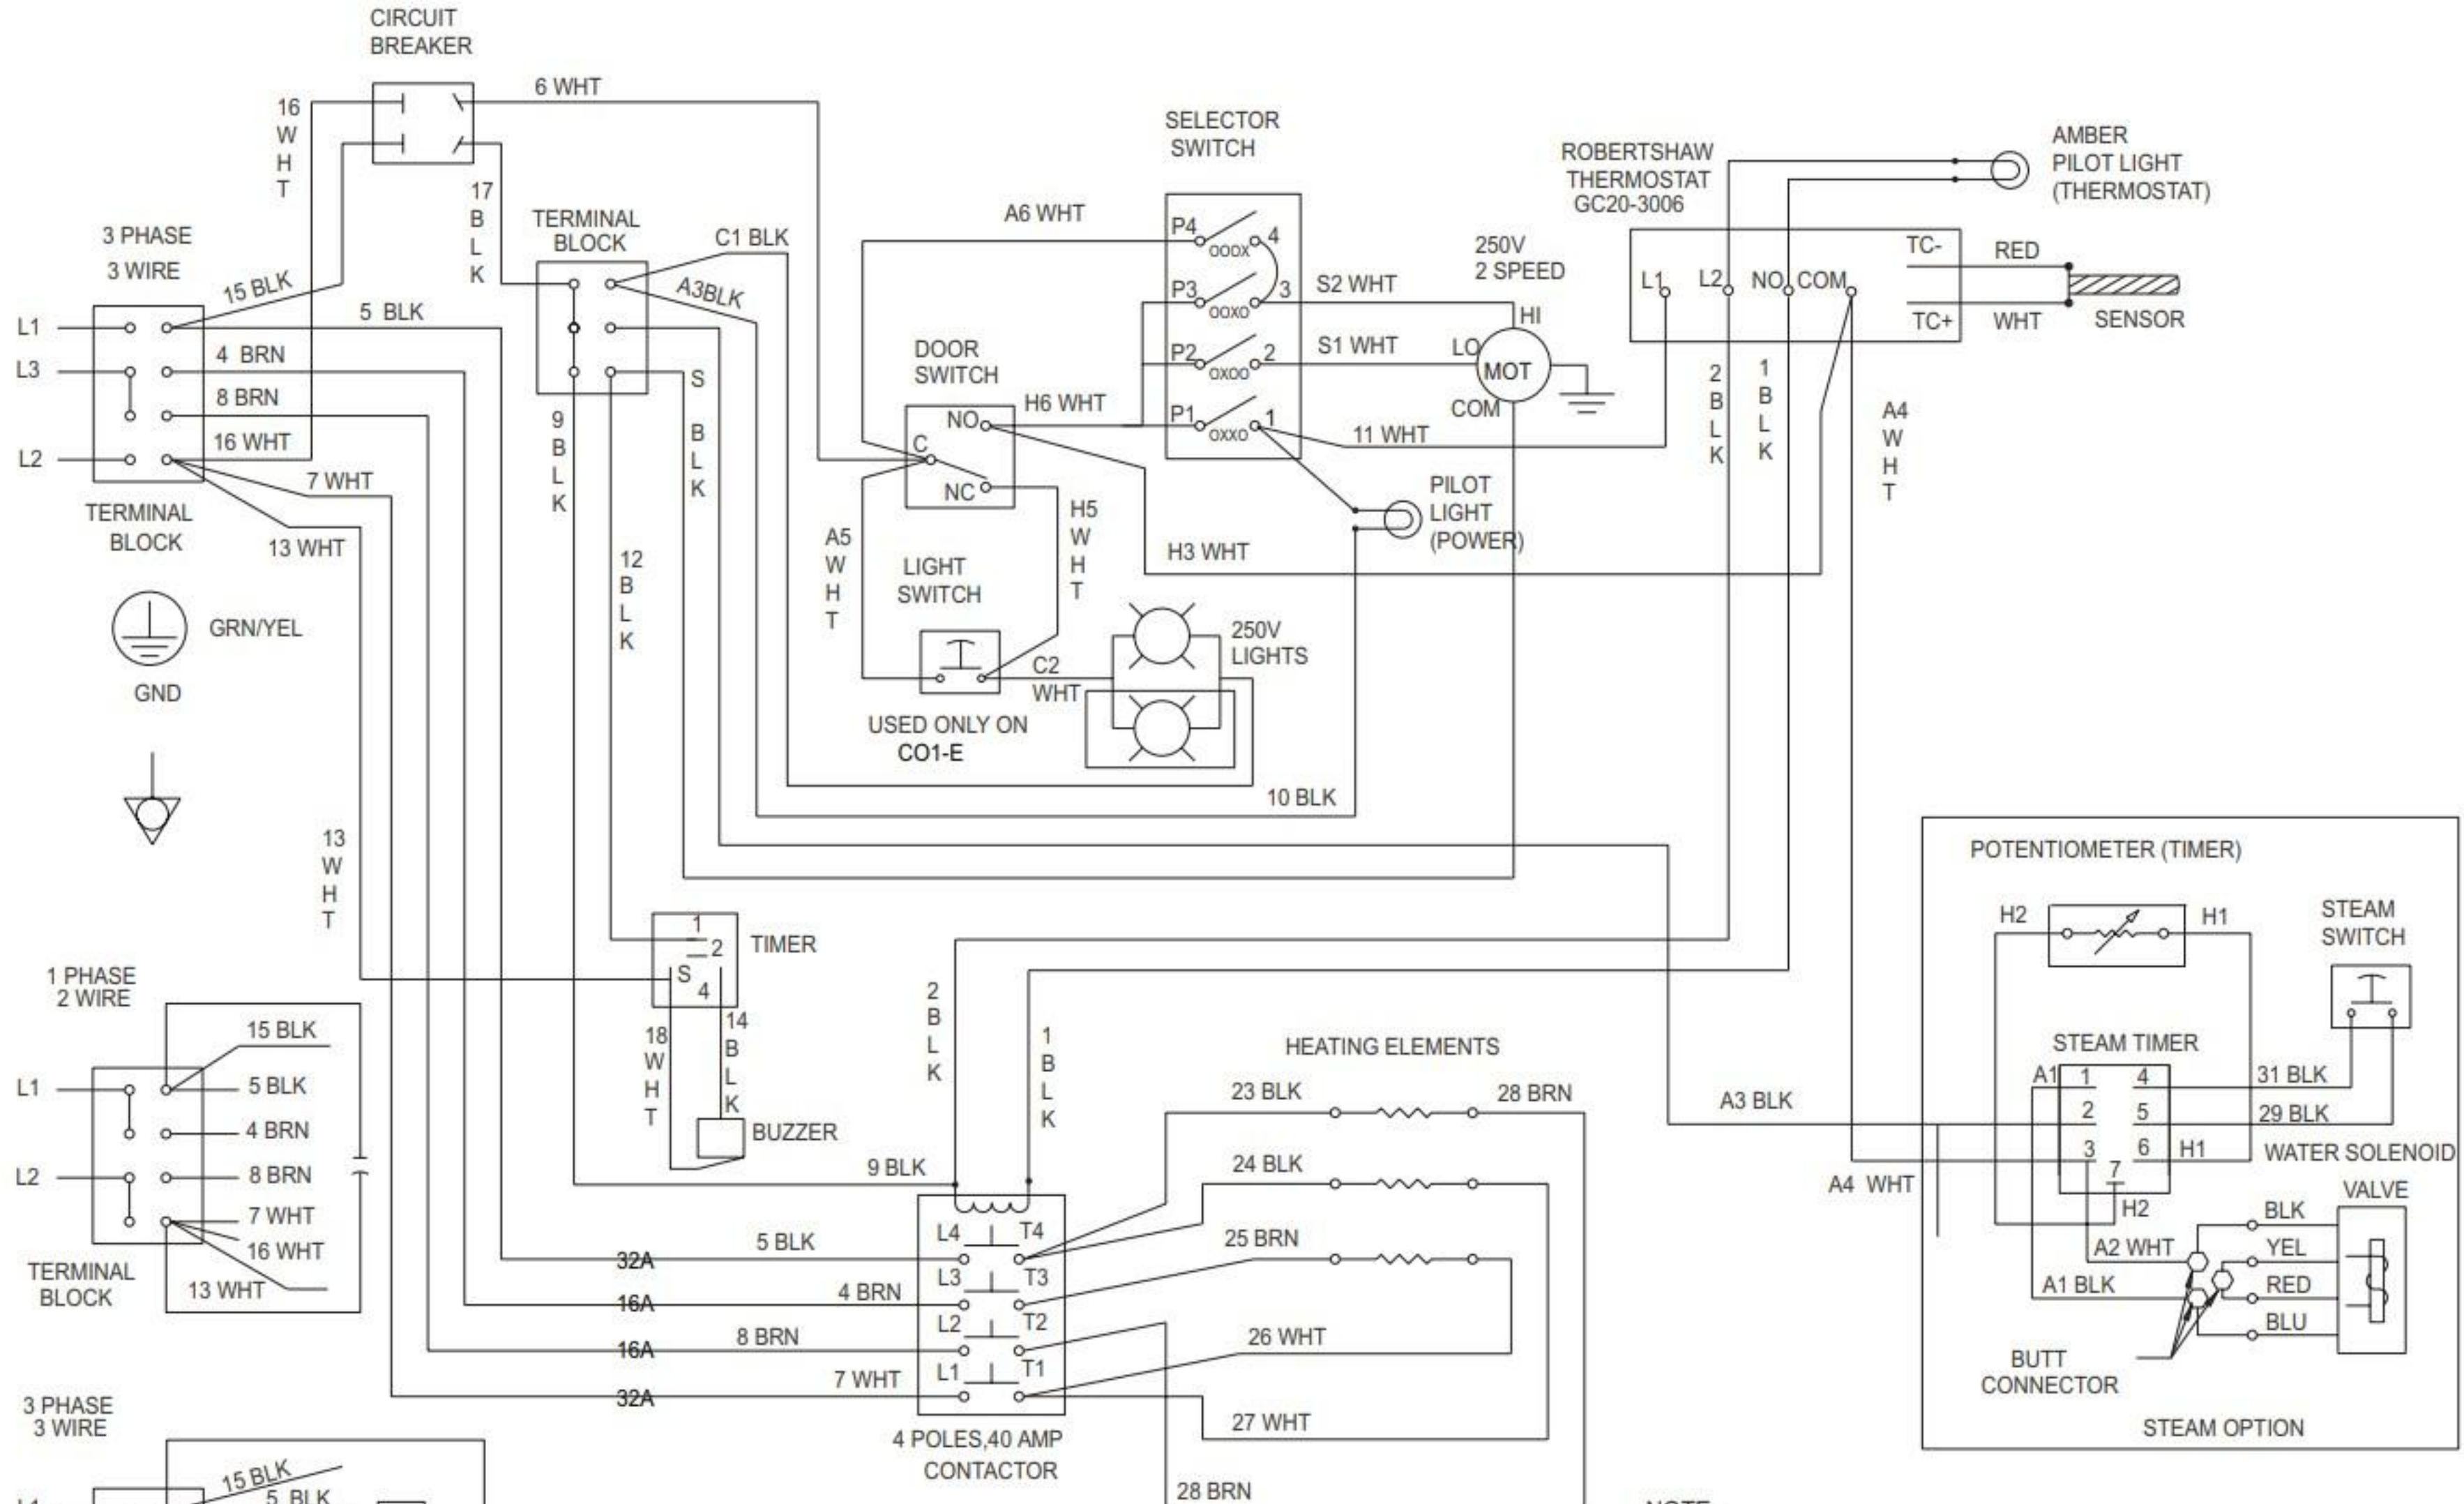 CIRCUIT
BREAKER
16
W
H
T
6 WHT
17
B
L
K
3 PHASE
3 WIRE
15 BLK
5 BLK
L1
4 BRN
L3
8 BRN
16 WHT
L2
7 WHT
TERMINAL
BLOCK
13 WHT
GRN/YEL
GND
TERMINAL
BLOCK
C1 BLK
A3BLK
S
B
L
K
9
B
L
K
12
B
L
K
SELECTOR
SWITCH
A6 WHT
P4
4
OOOX
P3
3
OOXO
P2
2
OXOO
P1
1
OXXO
S2 WHT
S1 WHT
250V
2 SPEED
HI
LO
MOT
COM
DOOR
SWITCH
NO
C
NC
H6 WHT
11 WHT
PILOT
LIGHT
(POWER)
H3 WHT
H5
W
H
T
A5
W
H
T
LIGHT
SWITCH
C2
WHT
250V
LIGHTS
USED ONLY ON
CO1-E
10 BLK
ROBERTSHAW
THERMOSTAT
GC20-3006
AMBER
PILOT LIGHT
(THERMOSTAT)
L1
L2
NO
COM
TC-
RED
TC+
WHT
SENSOR
2
B
L
K
1
B
L
K
A4
W
H
T
13
W
H
T
1
2
S
4
TIMER
18
W
H
T
14
B
L
K
BUZZER
2
B
L
K
1
B
L
K
9 BLK
1 PHASE
2 WIRE
15 BLK
L1
5 BLK
4 BRN
L2
8 BRN
7 WHT
16 WHT
TERMINAL
BLOCK
13 WHT
HEATING ELEMENTS
23 BLK
28 BRN
24 BLK
25 BRN
26 WHT
27 WHT
28 BRN
32A
5 BLK
L4
T4
16A
4 BRN
L3
T3
16A
8 BRN
L2
T2
32A
7 WHT
L1
T1
4 POLES,40 AMP
CONTACTOR
POTENTIOMETER (TIMER)
H2
H1
STEAM
SWITCH
STEAM TIMER
A1
1
4
31 BLK
A3 BLK
2
5
29 BLK
3
6
H1
WATER SOLENOID
VALVE
7
H2
A4 WHT
A2 WHT
A1 BLK
BLK
YEL
RED
BLU
BUTT
CONNECTOR
STEAM OPTION
3 PHASE
3 WIRE
15 BLK
5 BLK
L1
NOTE